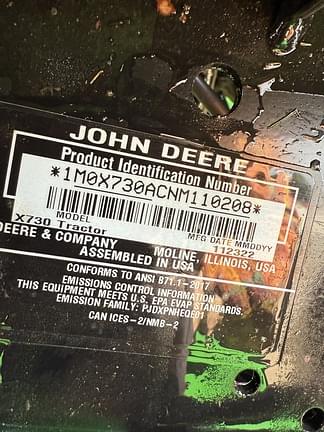 JOHN DEERE
Product Identification Number
*1M0X730ACNM110208*
MODEL MFG DATE MMDDYY
X730 Tractor 112322
DEERE & COMPANY MOLINE, ILLINOIS, USA
ASSEMBLED IN USA
CONFORMS TO ANSI B71.1-2017
EMISSIONS CONTROL INFORMATION
THIS EQUIPMENT MEETS U.S. EPA EVAP STANDARDS.
EMISSION FAMILY: PJDXPNHEQE01
CAN ICES-2/NMB-2